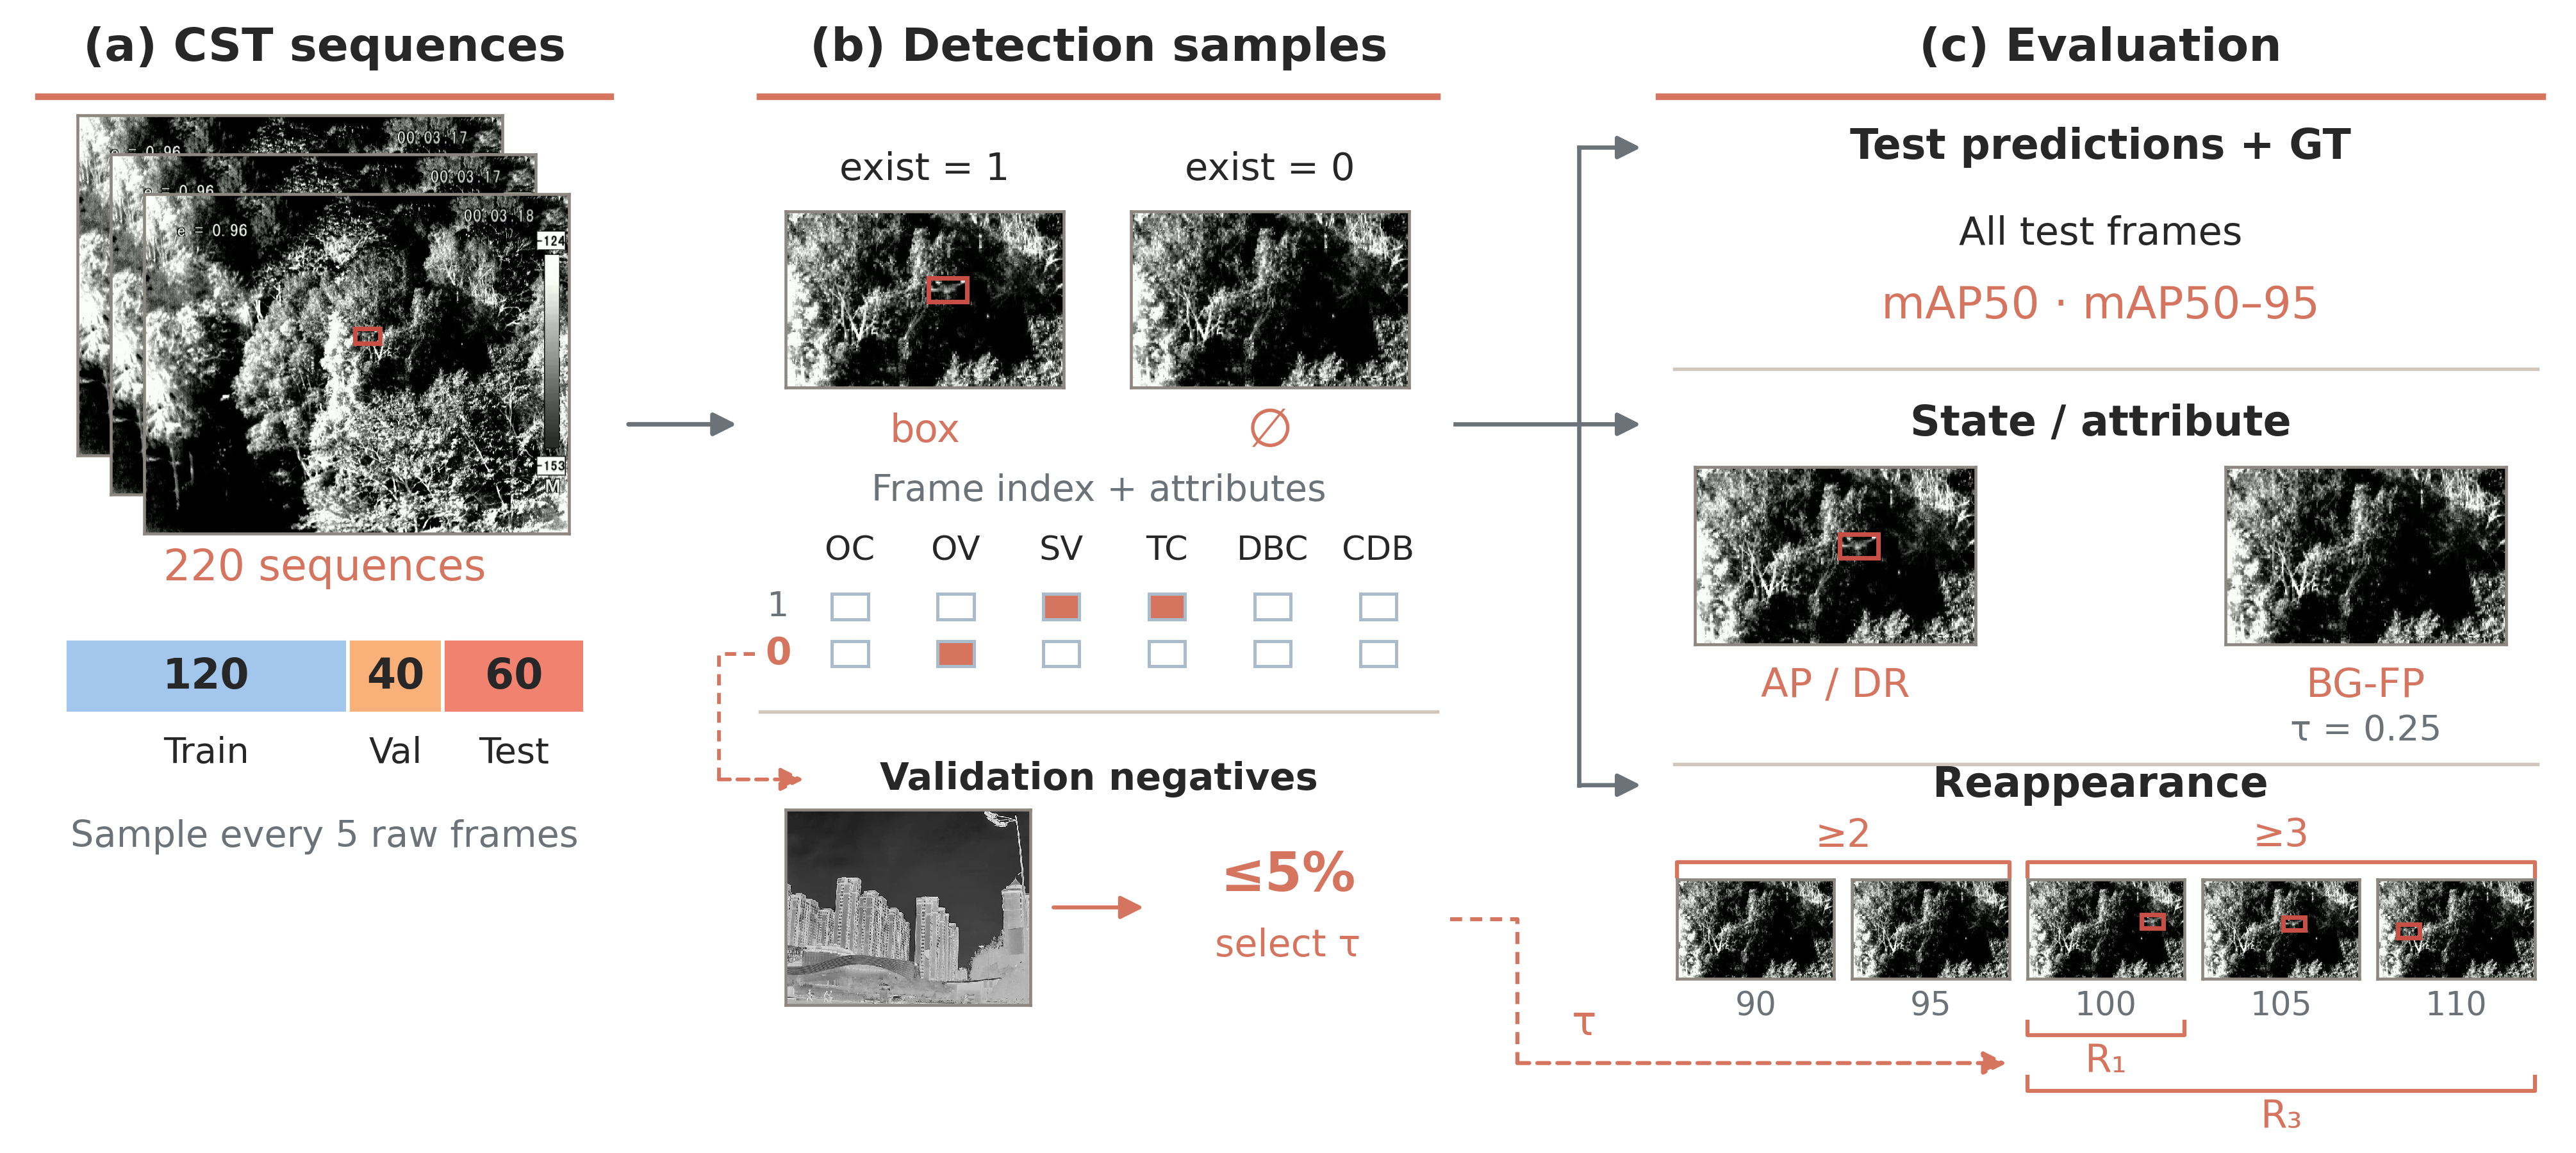 (a) CST sequences
00:03:17
e = 0.96
00:03:17
e = 0.96
00:03:18
e = 0.96
-124
-153
M
220 sequences
120 40 60
Train Val Test
Sample every 5 raw frames
(b) Detection samples
exist = 1 exist = 0
box ∅
Frame index + attributes
OC OV SV TC DBC CDB
1
0
Validation negatives
≤5%
select τ
(c) Evaluation
Test predictions + GT
All test frames
mAP50 · mAP50–95
State / attribute
AP / DR BG-FP
τ = 0.25
Reappearance
≥2 ≥3
90 95 100 105 110
τ
R₁
R₃